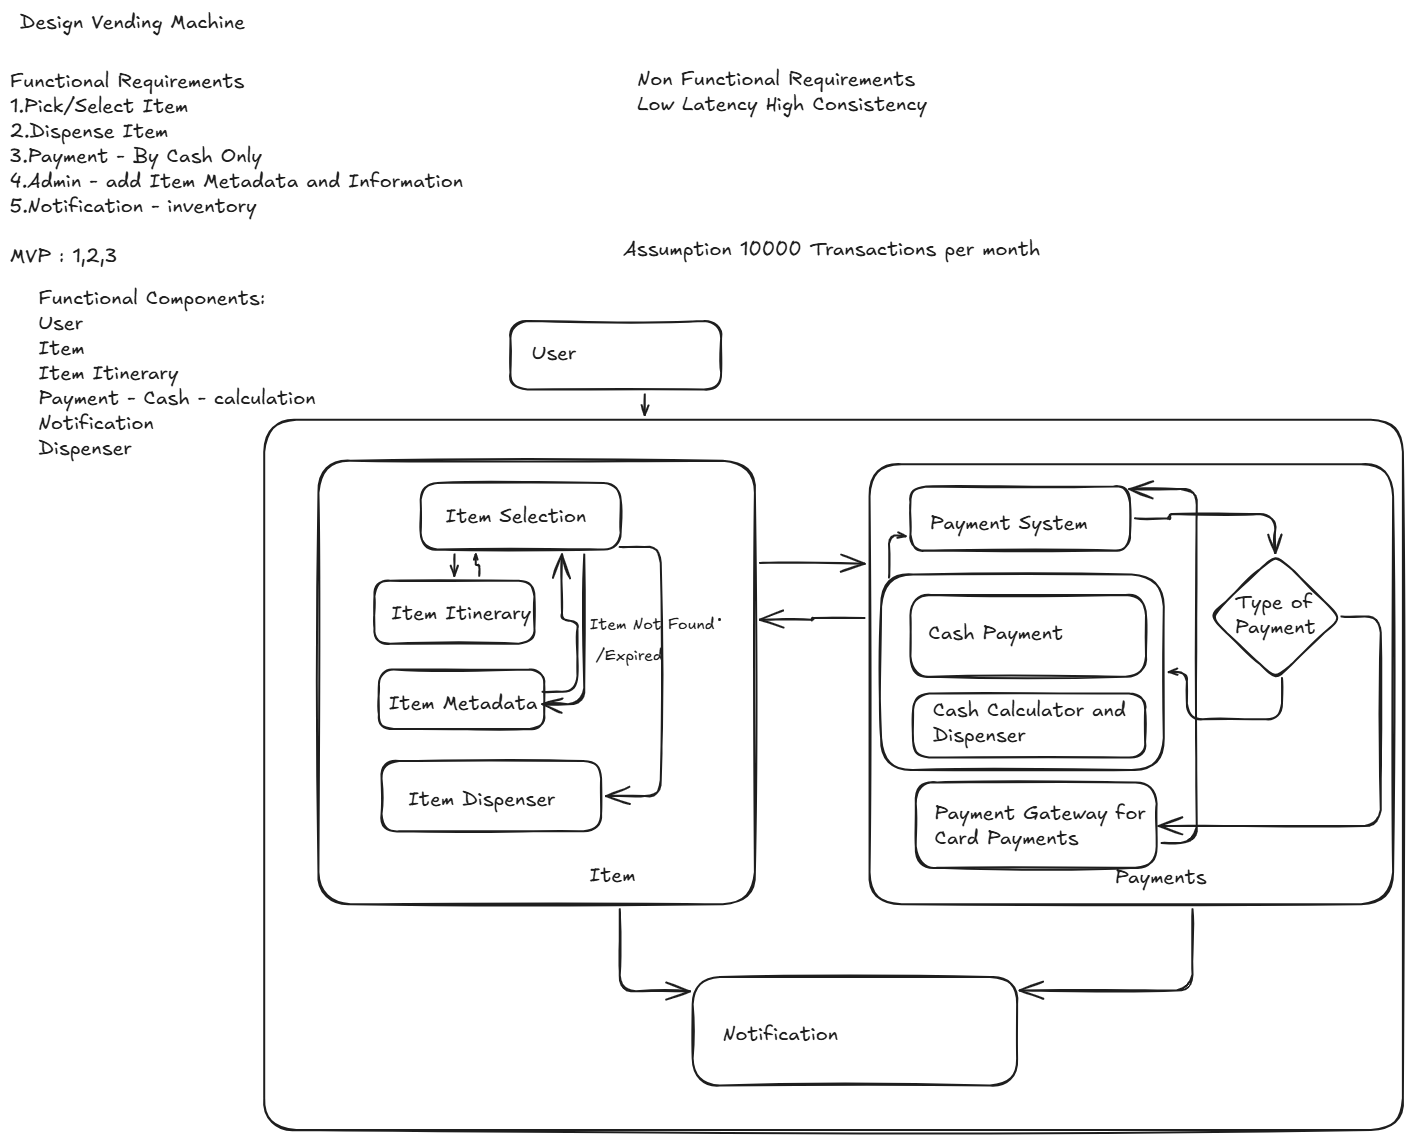 Design Vending Machine
Functional Requirements
1.Pick/Select Item
2.Dispense Item
3.Payment - By Cash Only
4.Admin - add Item Metadata and Information
5.Notification - inventory
Non Functional Requirements
Low Latency High Consistency
MVP : 1,2,3
Assumption 10000 Transactions per month
Functional Components:
User
Item
Item Itinerary
Payment - Cash - calculation
Notification
Dispenser
User
Item Selection
Item Itinerary
Item Not Found
/Expired
Item Metadata
Item Dispenser
Item
Payment System
Type of
Payment
Cash Payment
Cash Calculator and
Dispenser
Payment Gateway for
Card Payments
Payments
Notification